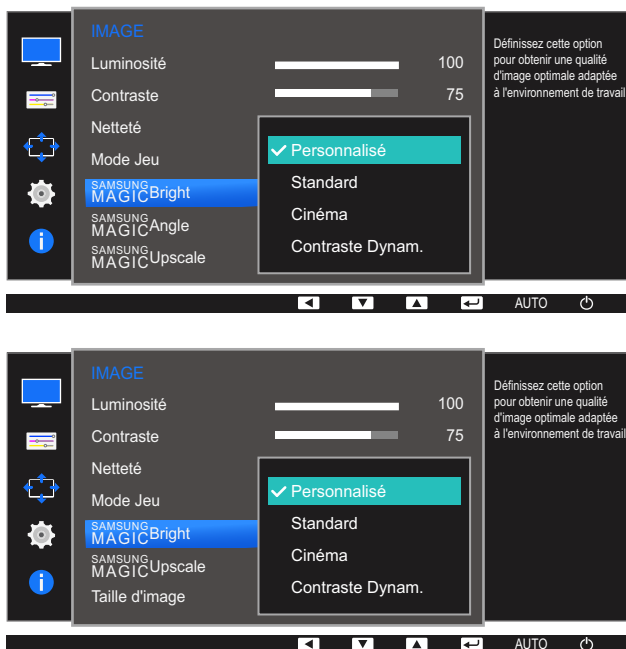 IMAGE
Luminosité 100
Contraste 75
Netteté
Mode Jeu
SAMSUNG MAGICBright
SAMSUNG MAGICAngle
SAMSUNG MAGICUpscale
Personnalisé
Standard
Cinéma
Contraste Dynam.
Définissez cette option
pour obtenir une qualité
d'image optimale adaptée
à l'environnement de travail
AUTO
IMAGE
Luminosité 100
Contraste 75
Netteté
Mode Jeu
SAMSUNG MAGICBright
SAMSUNG MAGICUpscale
Taille d'image
Personnalisé
Standard
Cinéma
Contraste Dynam.
Définissez cette option
pour obtenir une qualité
d'image optimale adaptée
à l'environnement de travail
AUTO